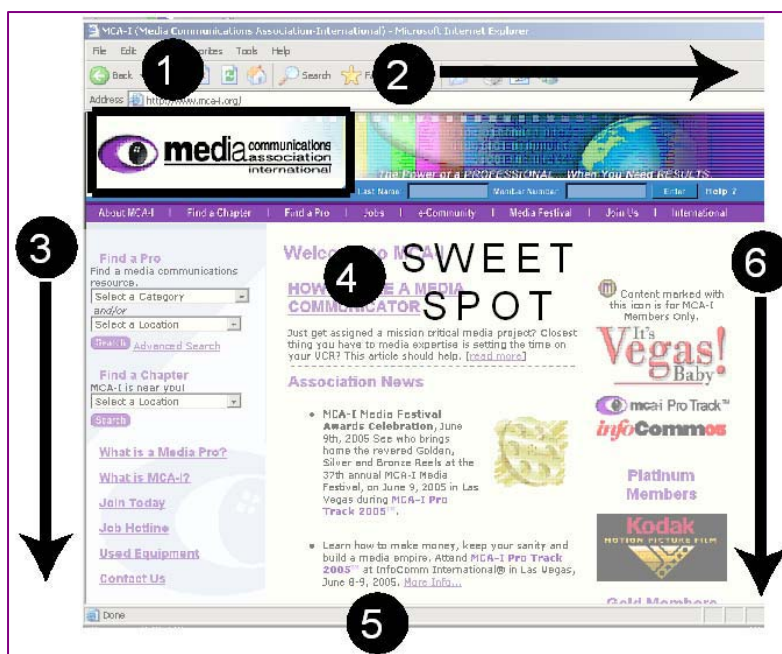 MCA-I (Media Communications Association-International) - Microsoft Internet Explorer
File Edit Tools Help
1
2
Back Search
Address http://www.mca-i.org/
media communications
association
international
The Power of a PROFESSIONAL... When You Need RESULTS.
Last Name Member Number Enter Help ?
About MCA-I | Find a Chapter | Find a Pro | Jobs | e-Community | Media Festival | Join Us | International
3
Find a Pro
Find a media communications
resource.
Select a Category
and/or
Select a Location
Search Advanced Search
Find a Chapter
MCA-I is near you!
Select a Location
Search
What is a Media Pro?
What is MCA-I?
Join Today
Job Hotline
Used Equipment
Contact Us
4
SWEET
SPOT
Welcome to MCA-I
HOW A MEDIA
COMMUNICATOR
Just get assigned a mission critical media project? Closest
thing you have to media expertise is setting the time on
your VCR? This article should help. [read more]
Association News
• MCA-I Media Festival
Awards Celebration, June
9th, 2005 See who brings
home the revered Golden,
Silver and Bronze Reels at the
37th annual MCA-I Media
Festival, on June 9, 2005 in Las
Vegas during MCA-I Pro
Track 2005™.
• Learn how to make money, keep your sanity and
build a media empire. Attend MCA-I Pro Track
2005™ at InfoComm International® in Las Vegas,
June 8-9, 2005. More Info...
6
m Content marked with
this icon is for MCA-I
Members Only.
It's
Vegas!
Baby
mca-i Pro Track™
infoComm05
Platinum
Members
Kodak
MOTION PICTURE FILM
Gold Members
Done
5